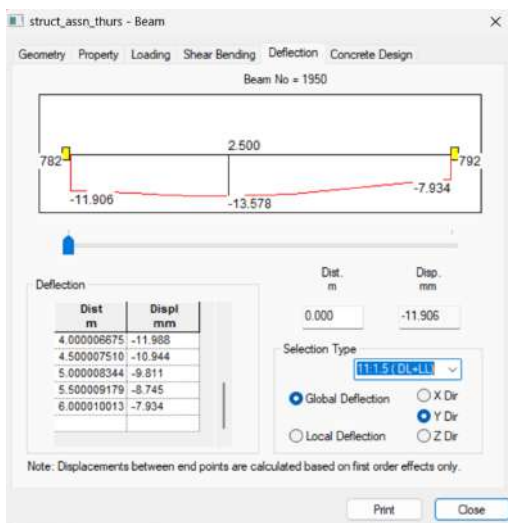 struct_assn_thurs - Beam
Geometry Property Loading Shear Bending Deflection Concrete Design
Beam No = 1950
2.500
782 792
-7.934
-11.906 -13.578
Dist. Disp.
m mm
Deflection
0.000 -11.906
Dist Displ
m mm
4.000006675 -11.988
4.500007510 -10.944
5.000008344 -9.811
5.500009179 -8.745
6.000010013 -7.934
Selection Type
11:1.5 ( DL+LL)
Global Deflection X Dir
Y Dir
Local Deflection Z Dir
Note: Displacements between end points are calculated based on first order effects only.
Print Close